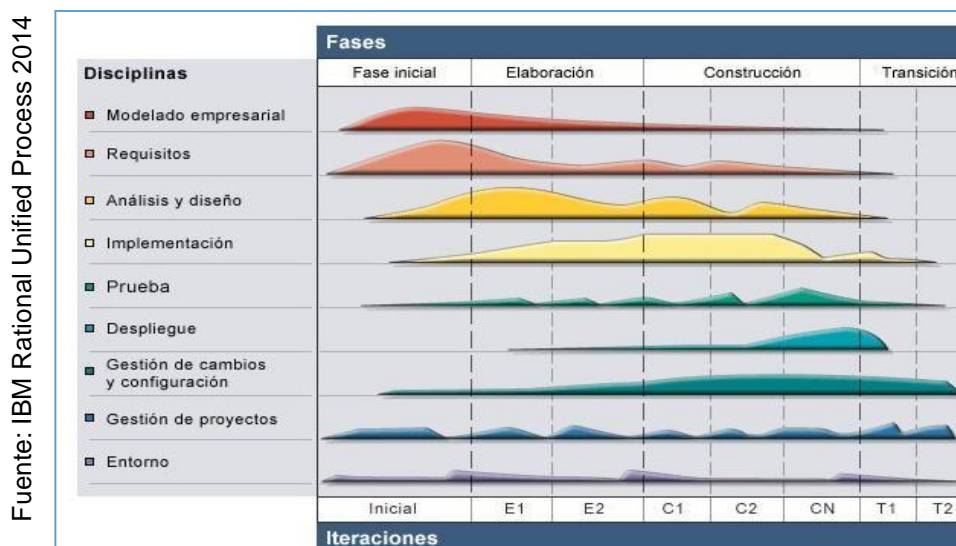 Fuente: IBM Rational Unified Process 2014
Fases
Disciplinas
Fase inicial Elaboración Construcción Transición
Modelado empresarial
Requisitos
Análisis y diseño
Implementación
Prueba
Despliegue
Gestión de cambios
y configuración
Gestión de proyectos
Entorno
Inicial E1 E2 C1 C2 CN T1 T2
Iteraciones